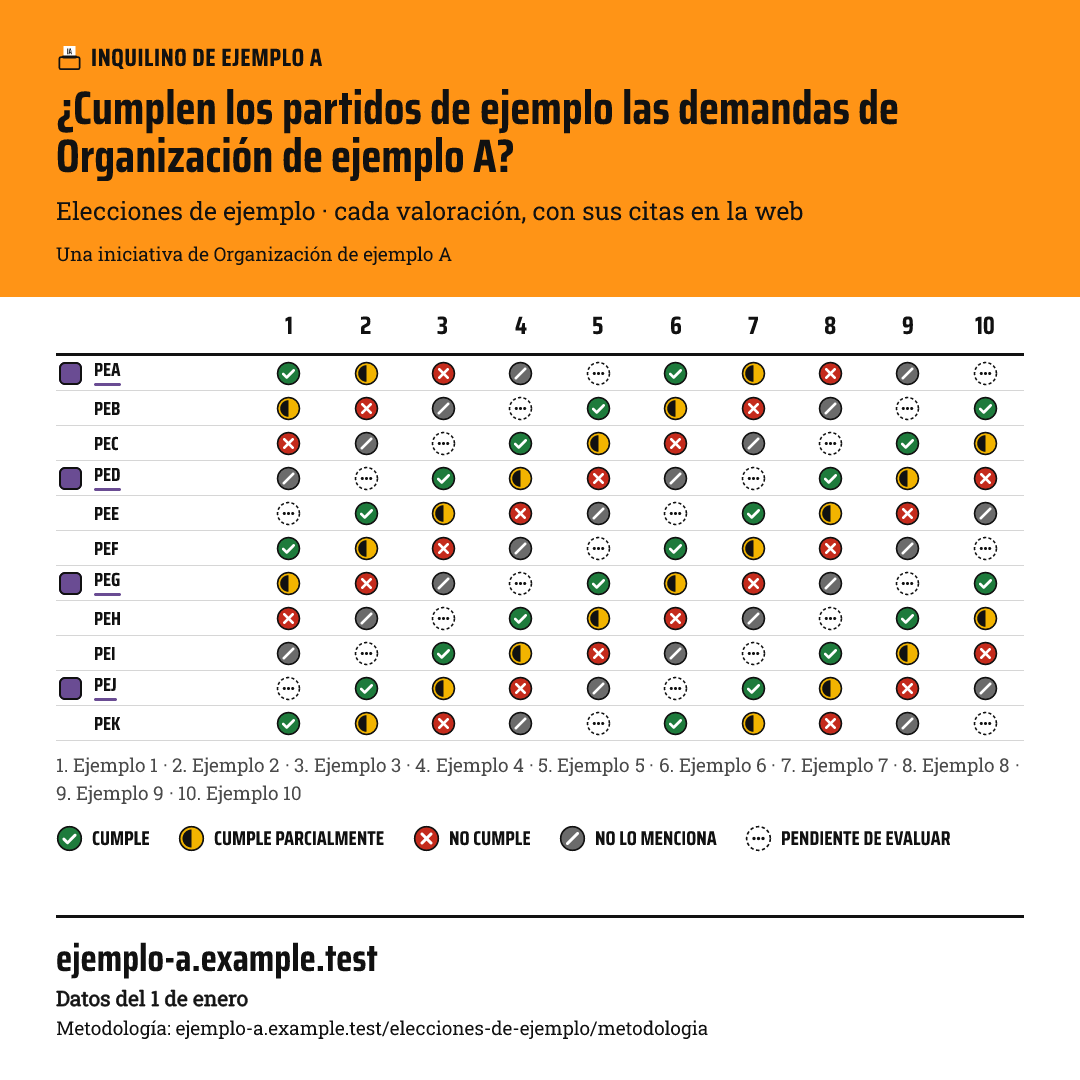 IA
INQUILINO DE EJEMPLO A
¿Cumplen los partidos de ejemplo las demandas de
Organización de ejemplo A?
Elecciones de ejemplo · cada valoración, con sus citas en la web
Una iniciativa de Organización de ejemplo A
1 2 3 4 5 6 7 8 9 10
PEA
PEB
PEC
PED
PEE
PEF
PEG
PEH
PEI
PEJ
PEK
1. Ejemplo 1 · 2. Ejemplo 2 · 3. Ejemplo 3 · 4. Ejemplo 4 · 5. Ejemplo 5 · 6. Ejemplo 6 · 7. Ejemplo 7 · 8. Ejemplo 8 ·
9. Ejemplo 9 · 10. Ejemplo 10
CUMPLE CUMPLE PARCIALMENTE NO CUMPLE NO LO MENCIONA PENDIENTE DE EVALUAR
ejemplo-a.example.test
Datos del 1 de enero
Metodología: ejemplo-a.example.test/elecciones-de-ejemplo/metodologia